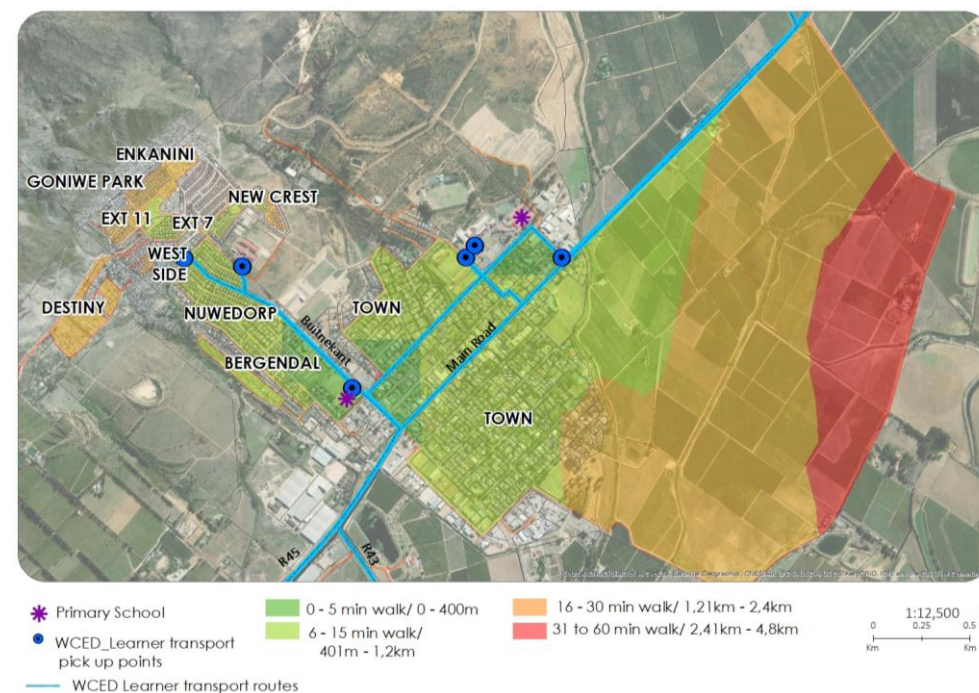 ENKANINI
GONIWE PARK
NEW CREST
EXT 11
EXT 7
WEST
SIDE
DESTINY
NUWEDORP
TOWN
BERGENDAL
Buitnekant
Main Road
TOWN
R45
R43
Primary School
WCED_Learner transport
pick up points
WCED Learner transport routes
0 - 5 min walk/ 0 - 400m
6 - 15 min walk/
401m - 1,2km
16 - 30 min walk/ 1,21km - 2,4km
31 to 60 min walk/ 2,41km - 4,8km
1:12,500
0 0.25 0.5
Km Km